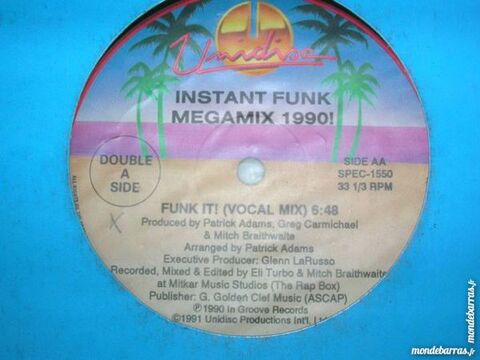 Unidisc
INSTANT FUNK
MEGAMIX 1990!
DOUBLE
A
SIDE
SIDE AA
SPEC-1550
33 1/3 RPM
X
FUNK IT! (VOCAL MIX) 6:48
Produced by Patrick Adams, Greg Carmichael
& Mitch Braithwaite
Arranged by Patrick Adams
Executive Producer: Glenn LaRusso
Recorded, Mixed & Edited by Eli Turbo & Mitch Braithwaite
at Mitkar Music Studios (The Rap Box)
Publisher: G. Golden Clef Music (ASCAP)
℗1990 In Groove Records
©1991 Unidisc Productions Int'l,
mondebarras.fr
mondebarras.fr